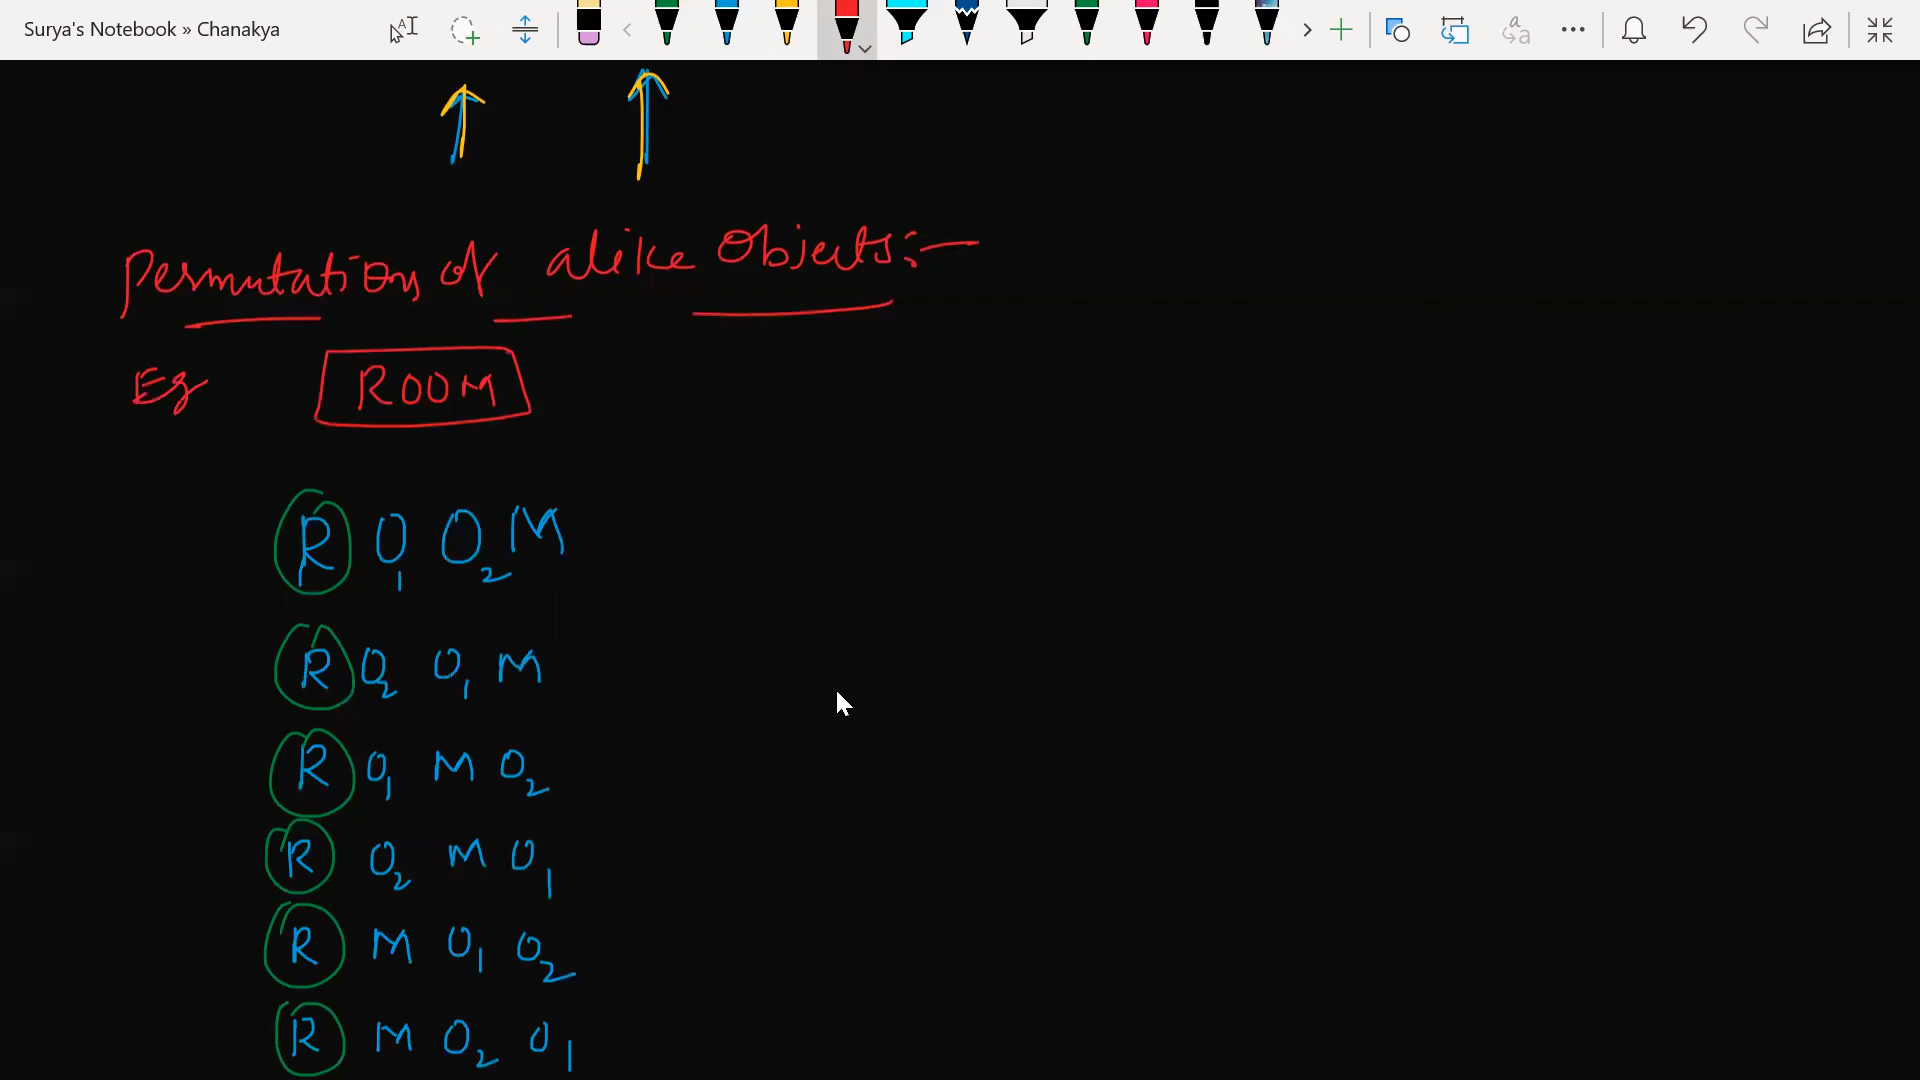 Surya's Notebook » Chanakya
Permutation of alike Objects:-
Eg ROOM
R O1 O2 M
R O2 O1 M
R O1 M O2
R O2 M O1
R M O1 O2
R M O2 O1